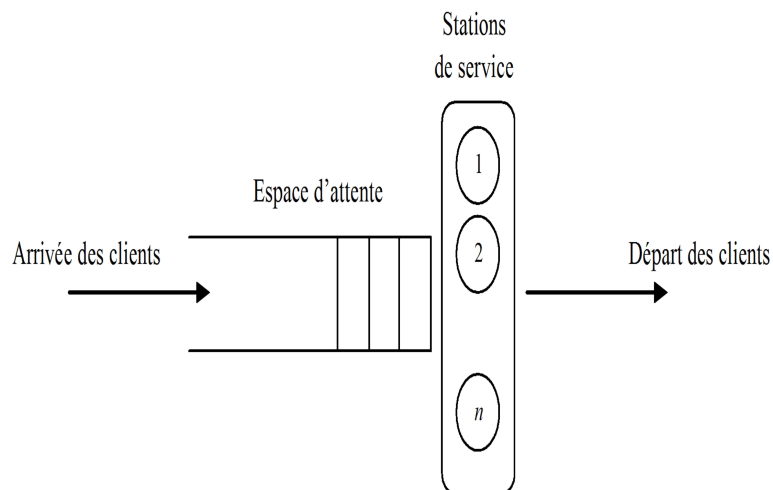 Stations
de service
1
Espace d'attente
Arrivée des clients
2
Départ des clients
n